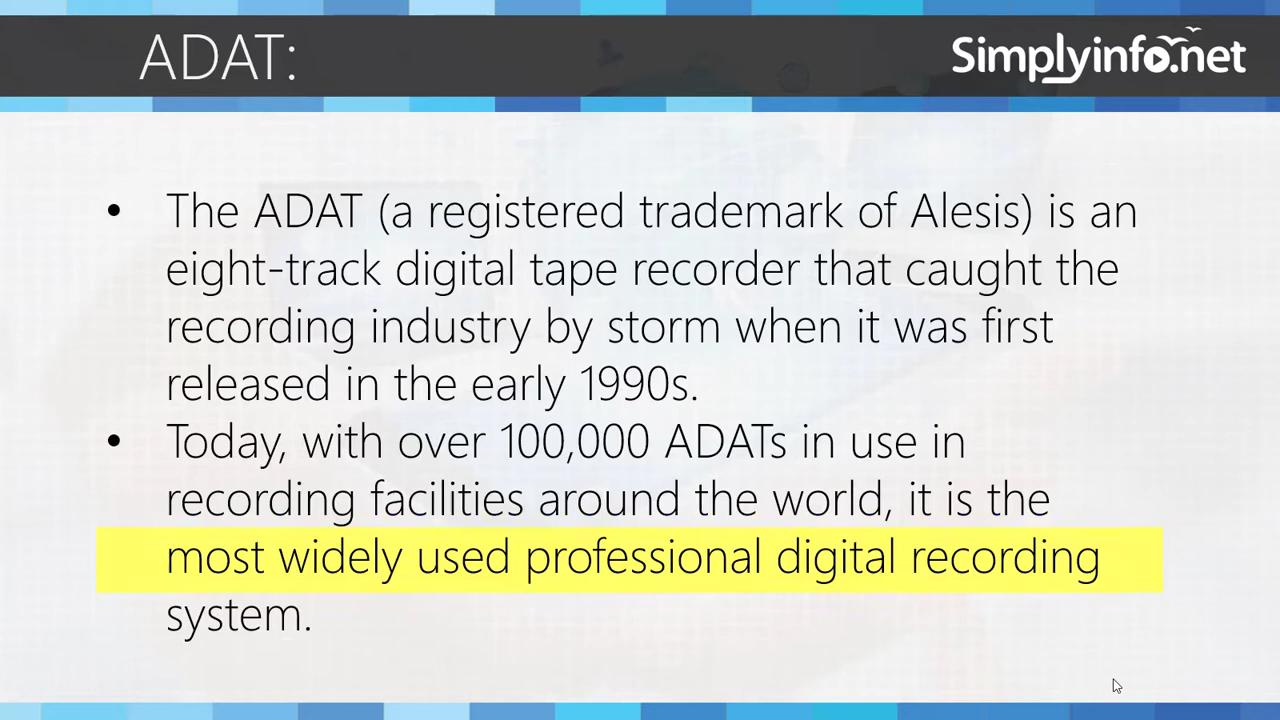 ADAT:
Simplyinfo.net
• The ADAT (a registered trademark of Alesis) is an
eight-track digital tape recorder that caught the
recording industry by storm when it was first
released in the early 1990s.
• Today, with over 100,000 ADATs in use in
recording facilities around the world, it is the
most widely used professional digital recording
system.